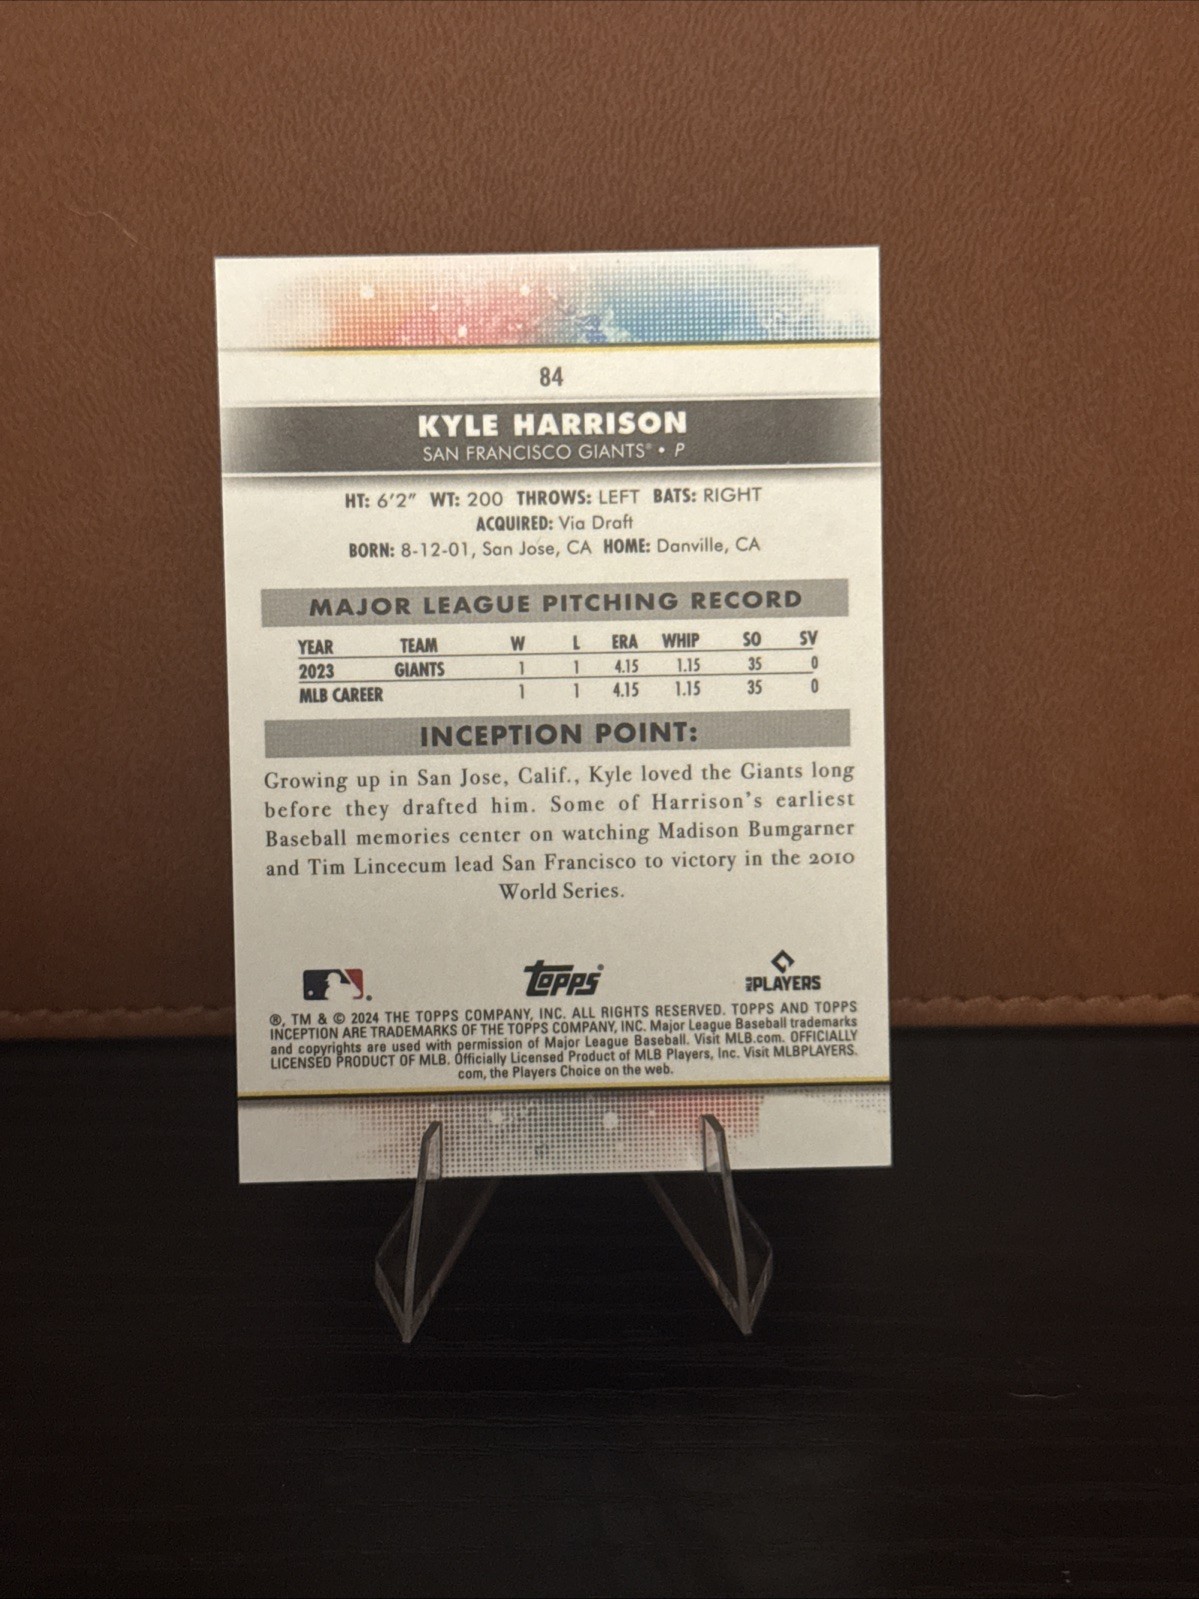 84
KYLE HARRISON
SAN FRANCISCO GIANTS® • P
HT: 6'2" WT: 200 THROWS: LEFT BATS: RIGHT
ACQUIRED: Via Draft
BORN: 8-12-01, San Jose, CA HOME: Danville, CA
MAJOR LEAGUE PITCHING RECORD
YEAR TEAM W L ERA WHIP SO SV
2023 GIANTS 1 1 4.15 1.15 35 0
MLB CAREER 1 1 4.15 1.15 35 0
INCEPTION POINT:
Growing up in San Jose, Calif., Kyle loved the Giants long
before they drafted him. Some of Harrison's earliest
Baseball memories center on watching Madison Bumgarner
and Tim Lincecum lead San Francisco to victory in the 2010
World Series.
Topps
MLB PLAYERS
®, TM & © 2024 THE TOPPS COMPANY, INC. ALL RIGHTS RESERVED. TOPPS AND TOPPS
INCEPTION ARE TRADEMARKS OF THE TOPPS COMPANY, INC. Major League Baseball trademarks
and copyrights are used with permission of Major League Baseball. Visit MLB.com. OFFICIALLY
LICENSED PRODUCT OF MLB. Officially Licensed Product of MLB Players, Inc. Visit MLBPLAYERS.
com, the Players Choice on the web.